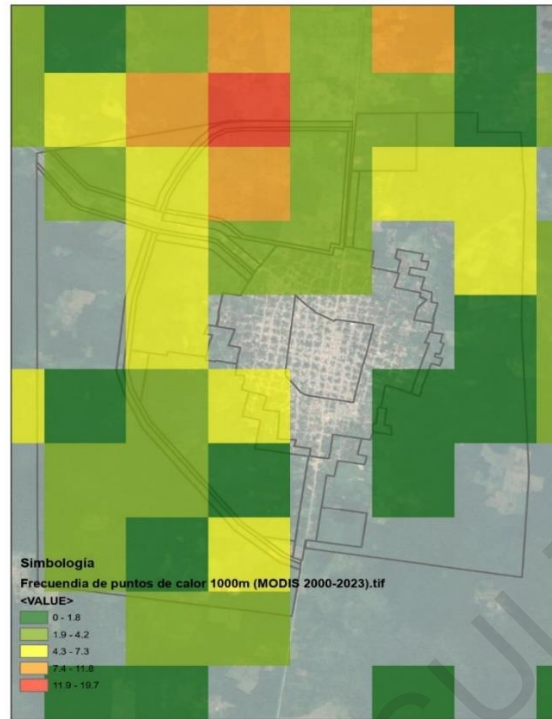 Simbología
Frecuendia de puntos de calor 1000m (MODIS 2000-2023).tif
<VALUE>
0 - 1.8
1.9 - 4.2
4.3 - 7.3
7.4 - 11.8
11.9 - 19.7